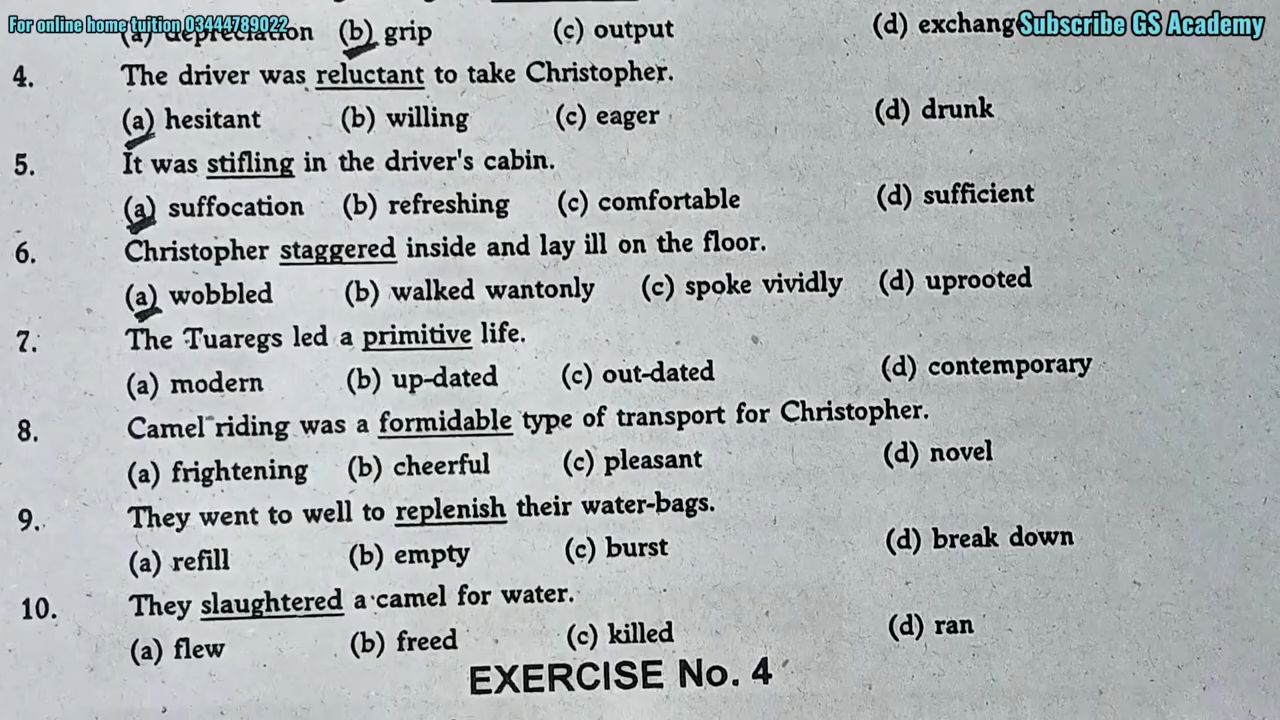 For online home tuition 03444789022
Subscribe GS Academy
(a) depreciation (b) grip (c) output (d) exchang
4. The driver was reluctant to take Christopher.
(a) hesitant (b) willing (c) eager (d) drunk
5. It was stifling in the driver's cabin.
(a) suffocation (b) refreshing (c) comfortable (d) sufficient
6. Christopher staggered inside and lay ill on the floor.
(a) wobbled (b) walked wantonly (c) spoke vividly (d) uprooted
7. The Tuaregs led a primitive life.
(a) modern (b) up-dated (c) out-dated (d) contemporary
8. Camel riding was a formidable type of transport for Christopher.
(a) frightening (b) cheerful (c) pleasant (d) novel
9. They went to well to replenish their water-bags.
(a) refill (b) empty (c) burst (d) break down
10. They slaughtered a camel for water.
(a) flew (b) freed (c) killed (d) ran
EXERCISE No. 4